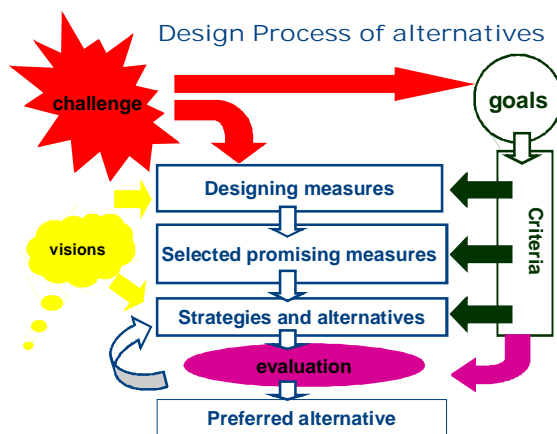 Design Process of alternatives
challenge
goals
Designing measures
Criteria
visions
Selected promising measures
Strategies and alternatives
evaluation
Preferred alternative